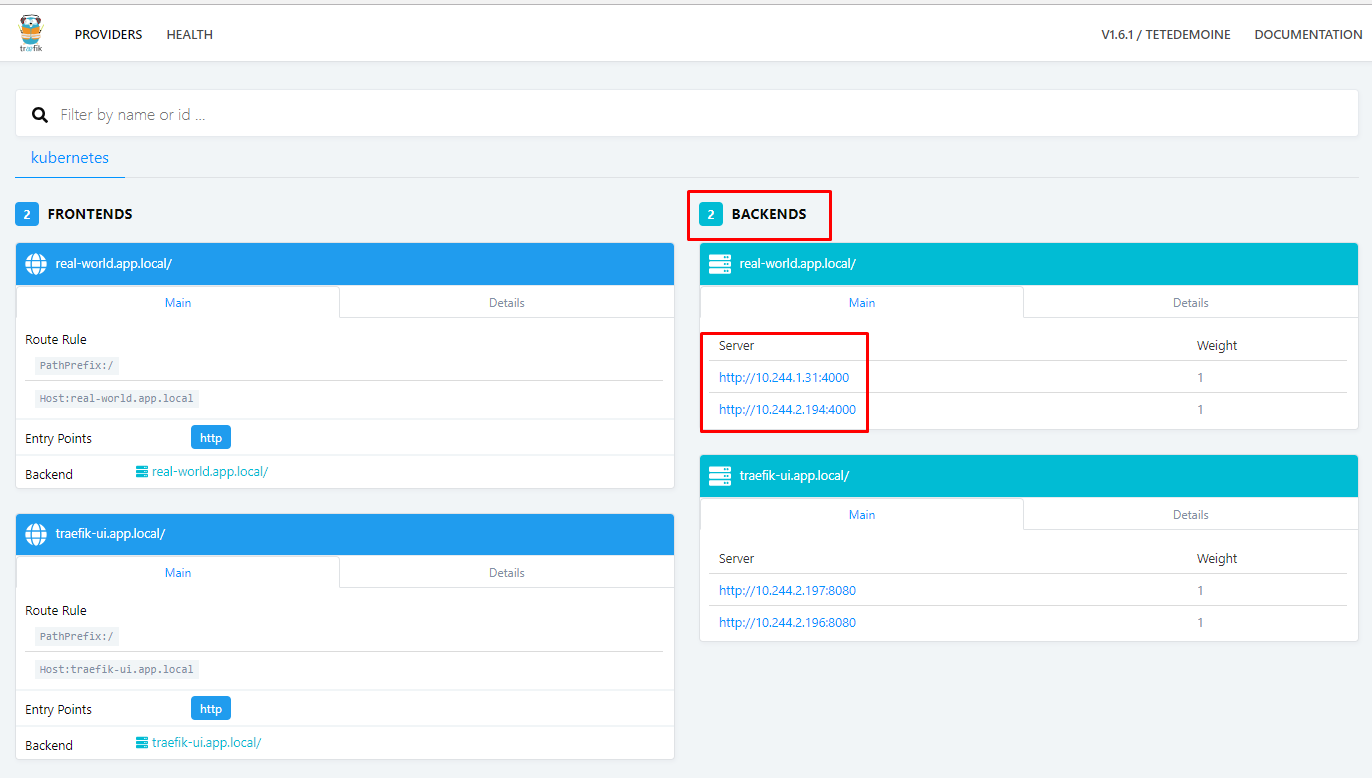 træfik
PROVIDERS
HEALTH
V1.6.1 / TETEDEMOINE
DOCUMENTATION
Filter by name or id ...
kubernetes
2 FRONTENDS
real-world.app.local/
Main
Details
Route Rule
PathPrefix:/
Host:real-world.app.local
Entry Points
http
Backend
real-world.app.local/
traefik-ui.app.local/
Main
Details
Route Rule
PathPrefix:/
Host:traefik-ui.app.local
Entry Points
http
Backend
traefik-ui.app.local/
2 BACKENDS
real-world.app.local/
Main
Details
Server
Weight
http://10.244.1.31:4000
1
http://10.244.2.194:4000
1
traefik-ui.app.local/
Main
Details
Server
Weight
http://10.244.2.197:8080
1
http://10.244.2.196:8080
1